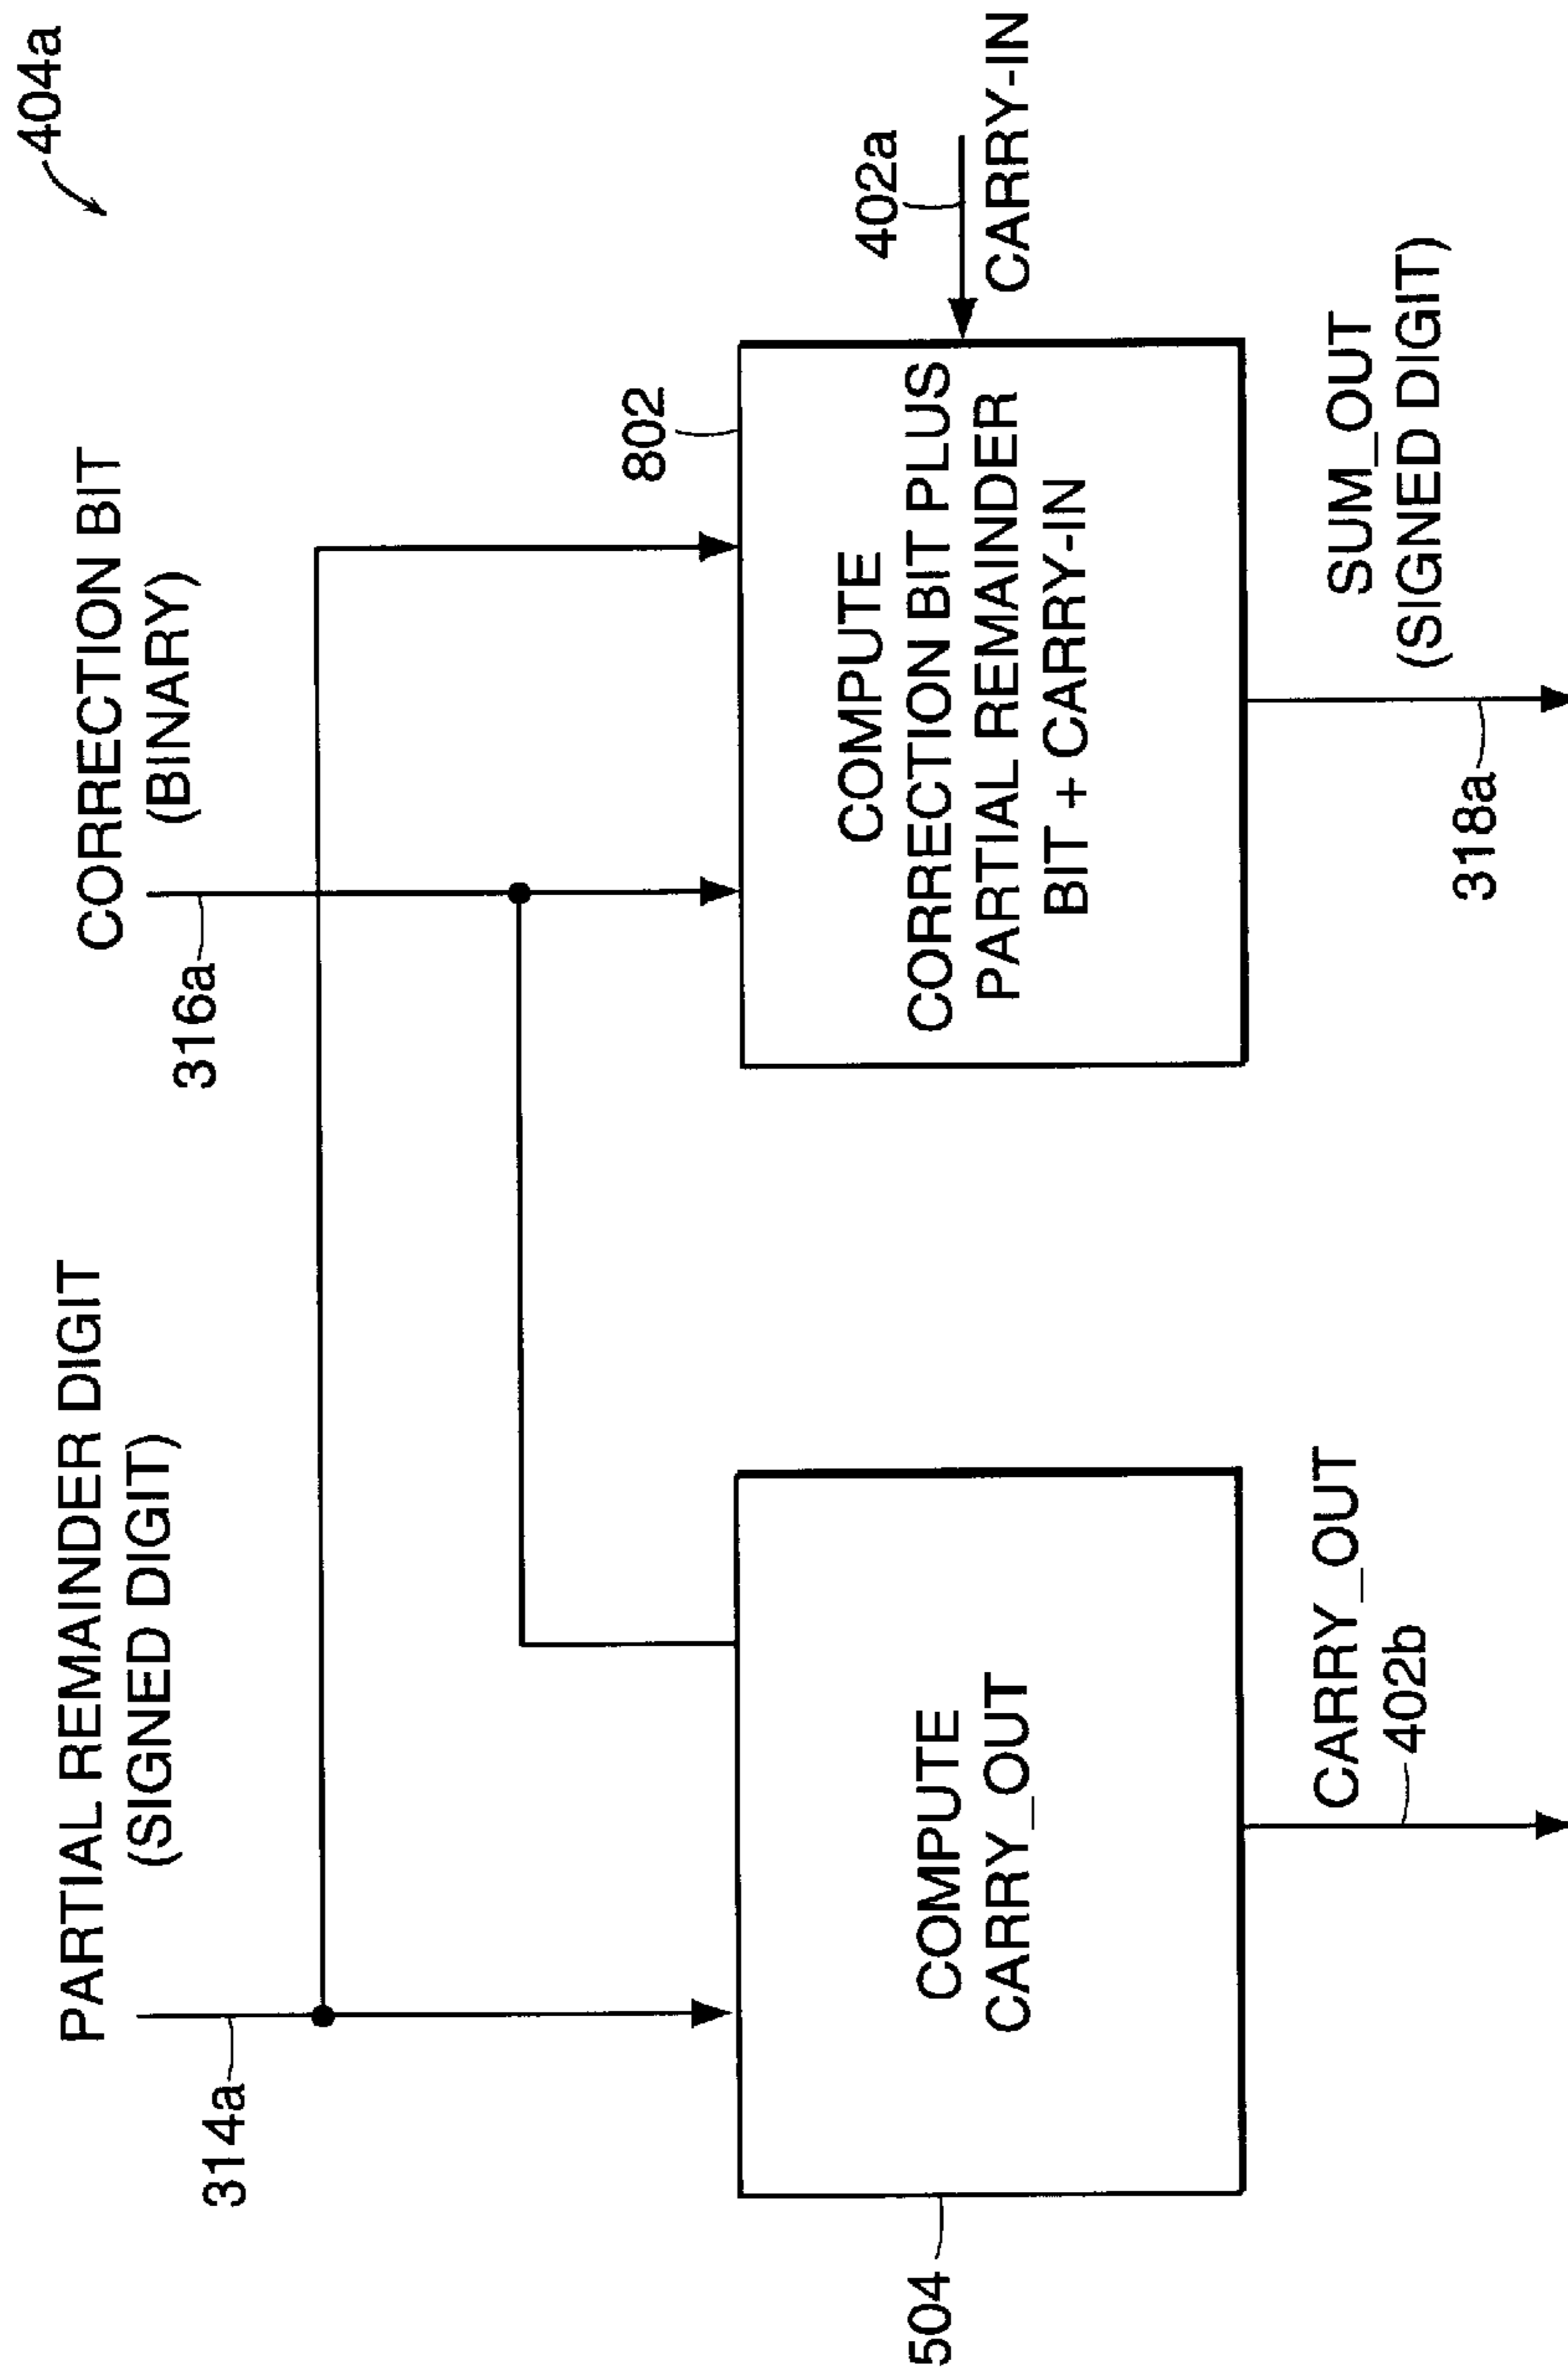 404a
PARTIAL REMAINDER DIGIT
(SIGNED DIGIT)
CORRECTION BIT
(BINARY)
314a
316a
802
402a
CARRY-IN
504
COMPUTE
CARRY_OUT
COMPUTE
CORRECTION BIT PLUS
PARTIAL REMAINDER
BIT + CARRY-IN
CARRY_OUT
402b
SUM_OUT
(SIGNED DIGIT)
318a